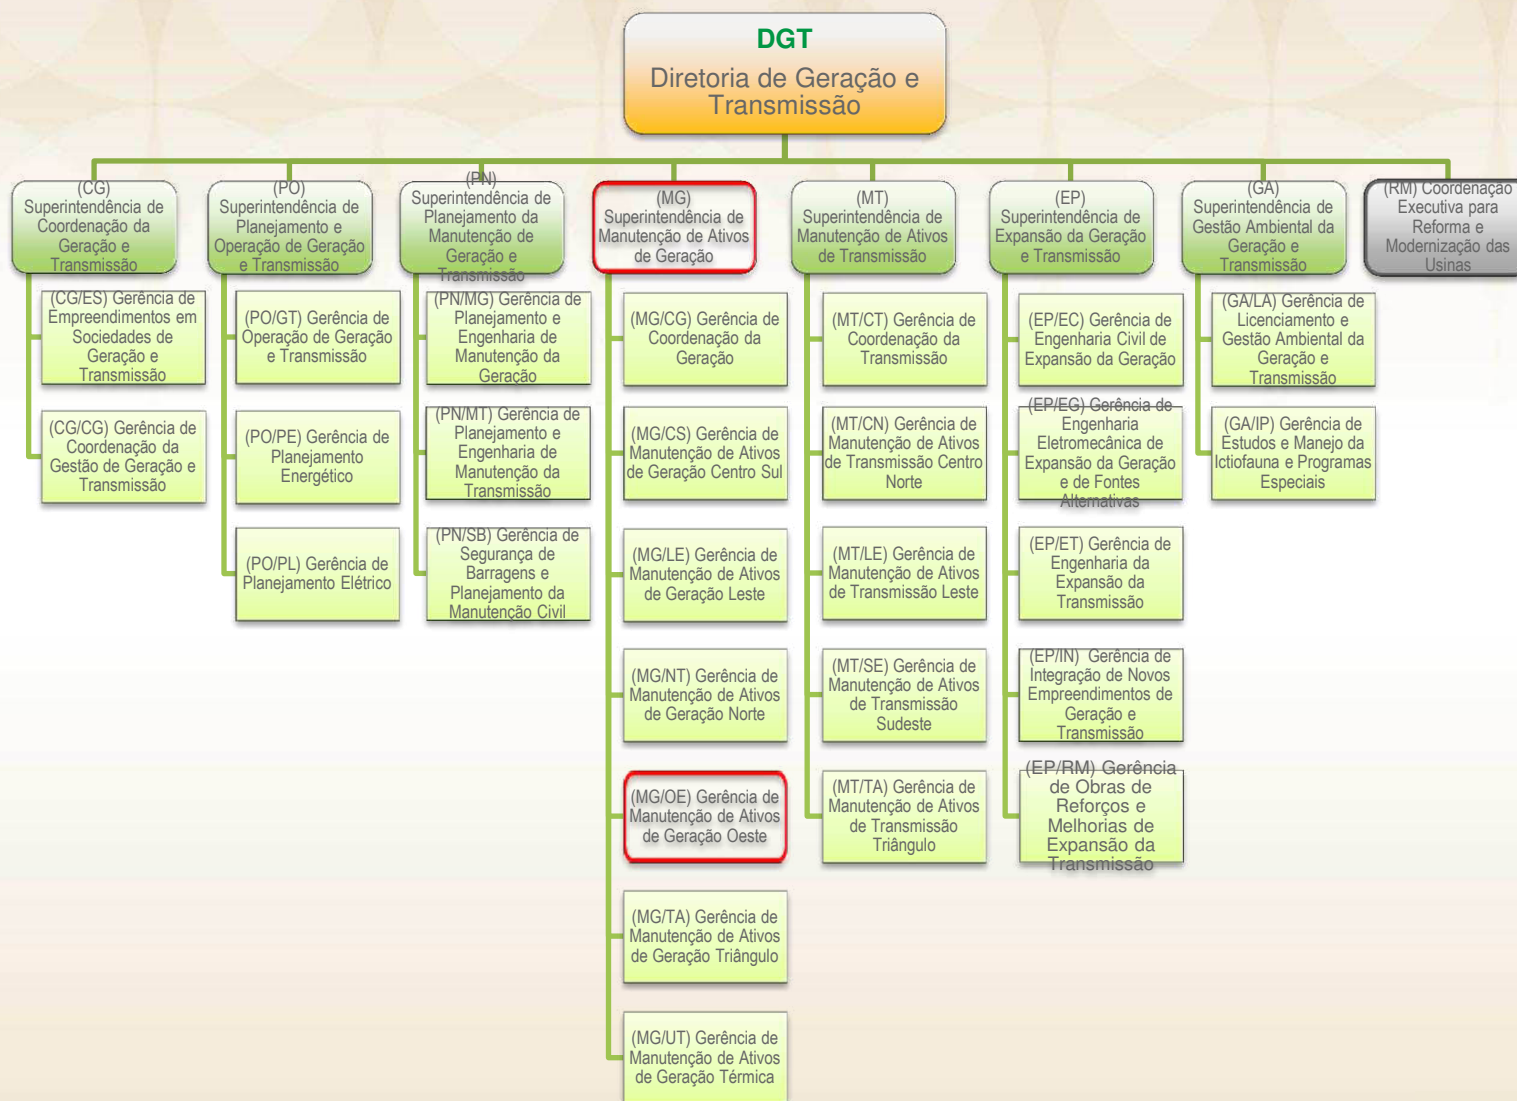 DGT
Diretoria de Geração e
Transmissão
(CG)
Superintendência de
Coordenação da
Geração e
Transmissão
(CG/ES) Gerência de
Empreendimentos em
Sociedades de
Geração e
Transmissão
(CG/CG) Gerência de
Coordenação da
Gestão de Geração e
Transmissão
(PO)
Superintendência de
Planejamento e
Operação de Geração
e Transmissão
(PO/GT) Gerência de
Operação de Geração
e Transmissão
(PO/PE) Gerência de
Planejamento
Energético
(PO/PL) Gerência de
Planejamento Elétrico
(PN)
Superintendência de
Planejamento da
Manutenção de
Geração e
Transmissão
(PN/MG) Gerência de
Planejamento e
Engenharia de
Manutenção da
Geração
(PN/MT) Gerência de
Planejamento e
Engenharia de
Manutenção da
Transmissão
(PN/SB) Gerência de
Segurança de
Barragens e
Planejamento da
Manutenção Civil
(MG)
Superintendência de
Manutenção de Ativos
de Geração
(MG/CG) Gerência de
Coordenação da
Geração
(MG/CS) Gerência de
Manutenção de Ativos
de Geração Centro Sul
(MG/LE) Gerência de
Manutenção de Ativos
de Geração Leste
(MG/NT) Gerência de
Manutenção de Ativos
de Geração Norte
(MG/OE) Gerência de
Manutenção de Ativos
de Geração Oeste
(MG/TA) Gerência de
Manutenção de Ativos
de Geração Triângulo
(MG/UT) Gerência de
Manutenção de Ativos
de Geração Térmica
(MT)
Superintendência de
Manutenção de Ativos
de Transmissão
(MT/CT) Gerência de
Coordenação da
Transmissão
(MT/CN) Gerência de
Manutenção de Ativos
de Transmissão Centro
Norte
(MT/LE) Gerência de
Manutenção de Ativos
de Transmissão Leste
(MT/SE) Gerência de
Manutenção de Ativos
de Transmissão
Sudeste
(MT/TA) Gerência de
Manutenção de Ativos
de Transmissão
Triângulo
(EP)
Superintendência de
Expansão da Geração
e Transmissão
(EP/EC) Gerência de
Engenharia Civil de
Expansão da Geração
(EP/EG) Gerência de
Engenharia
Eletromecânica de
Expansão da Geração
e de Fontes
Alternativas
(EP/ET) Gerência de
Engenharia da
Expansão da
Transmissão
(EP/IN) Gerência de
Integração de Novos
Empreendimentos de
Geração e
Transmissão
(EP/RM) Gerência
de Obras de
Reforços e
Melhorias de
Expansão da
Transmissão
(GA)
Superintendência de
Gestão Ambiental da
Geração e
Transmissão
(GA/LA) Gerência de
Licenciamento e
Gestão Ambiental da
Geração e
Transmissão
(GA/IP) Gerência de
Estudos e Manejo da
Ictiofauna e Programas
Especiais
(RM) Coordenação
Executiva para
Reforma e
Modernização das
Usinas